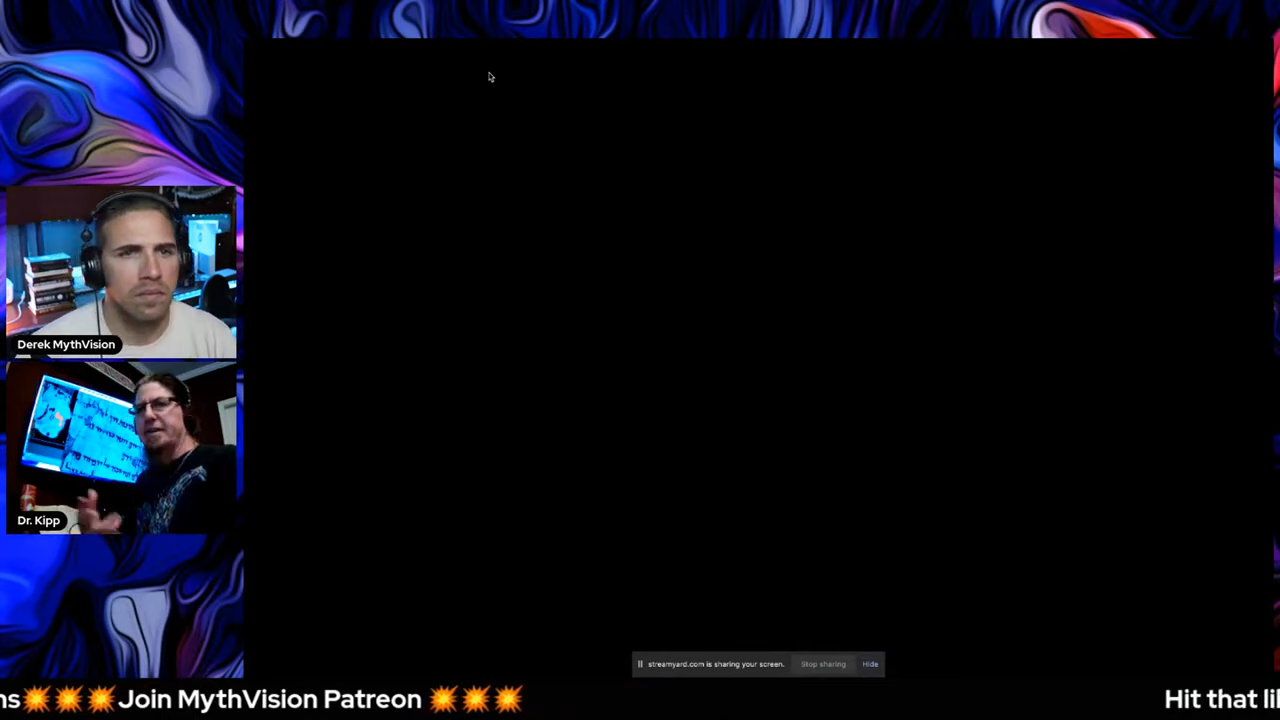 Derek MythVision
Dr. Kipp
streamyard.com is sharing your screen. Stop sharing Hide
ns💥💥💥Join MythVision Patreon 💥💥💥 Hit that li